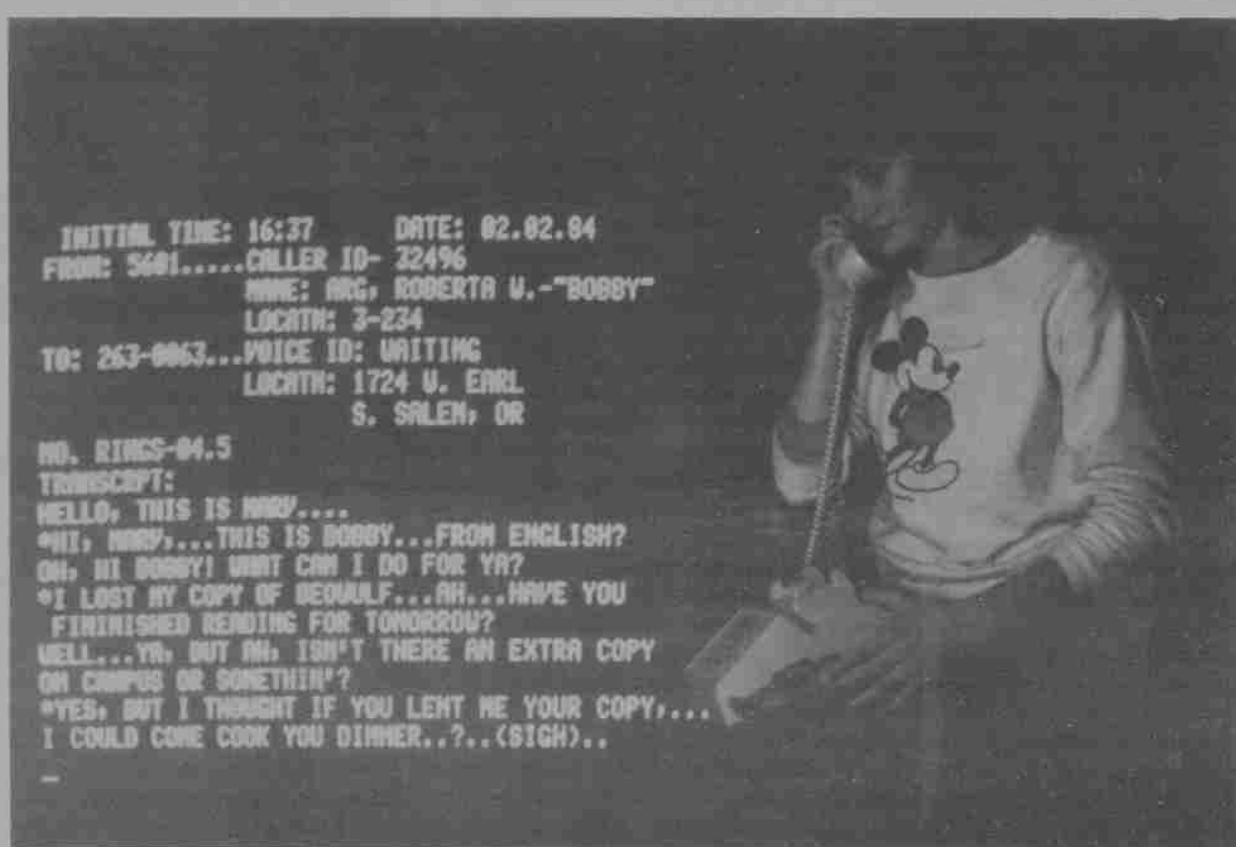 INITIAL TIME: 16:37 DATE: 02.02.84
FROM: 5601.....CALLER ID- 32496
NAME: ARG, ROBERTA W.-"BOBBY"
LOCATN: 3-234
TO: 263-0063...VOICE ID: WAITING
LOCATN: 1724 W. EARL
S. SALEM, OR
NO. RINGS-04.5
TRANSCRPT:
HELLO, THIS IS MARY....
*HI, MARY,...THIS IS BOBBY...FROM ENGLISH?
OH, HI BOBBY! WHAT CAN I DO FOR YA?
*I LOST MY COPY OF BEOWULF...AH...HAVE YOU
FININISHED READING FOR TOMORROW?
WELL...YA, BUT AH, ISN'T THERE AN EXTRA COPY
ON CAMPUS OR SOMETHIN'?
*YES, BUT I THOUGHT IF YOU LENT ME YOUR COPY,...
I COULD COME COOK YOU DINNER..?..(SIGH)..